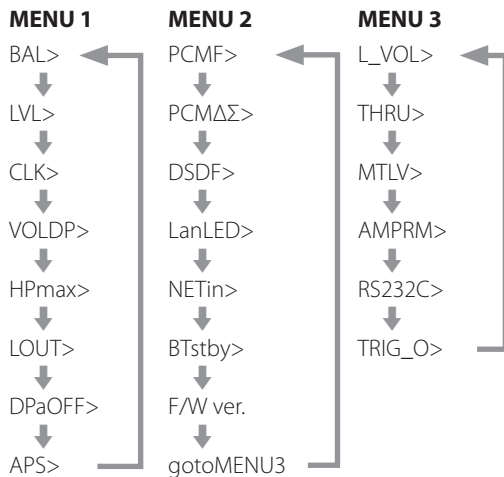 MENU 1
BAL>
LVL>
CLK>
VOLDP>
HPmax>
LOUT>
DPaOFF>
APS>
MENU 2
PCMF>
PCMΔΣ>
DSDF>
LanLED>
NETin>
BTstby>
F/W ver.
gotoMENU3
MENU 3
L_VOL>
THRU>
MTLV>
AMPRM>
RS232C>
TRIG_O>